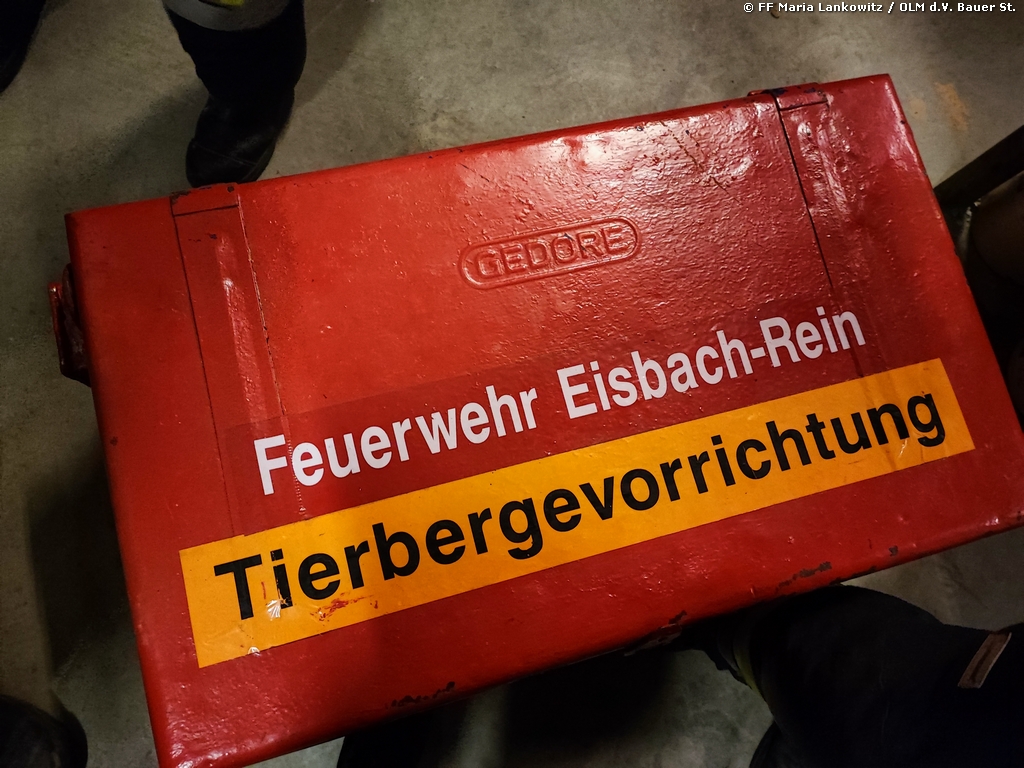 © FF Maria Lankowitz / OLM d.V. Bauer St.
GEDORE
Feuerwehr Eisbach-Rein
Tierbergevorrichtung